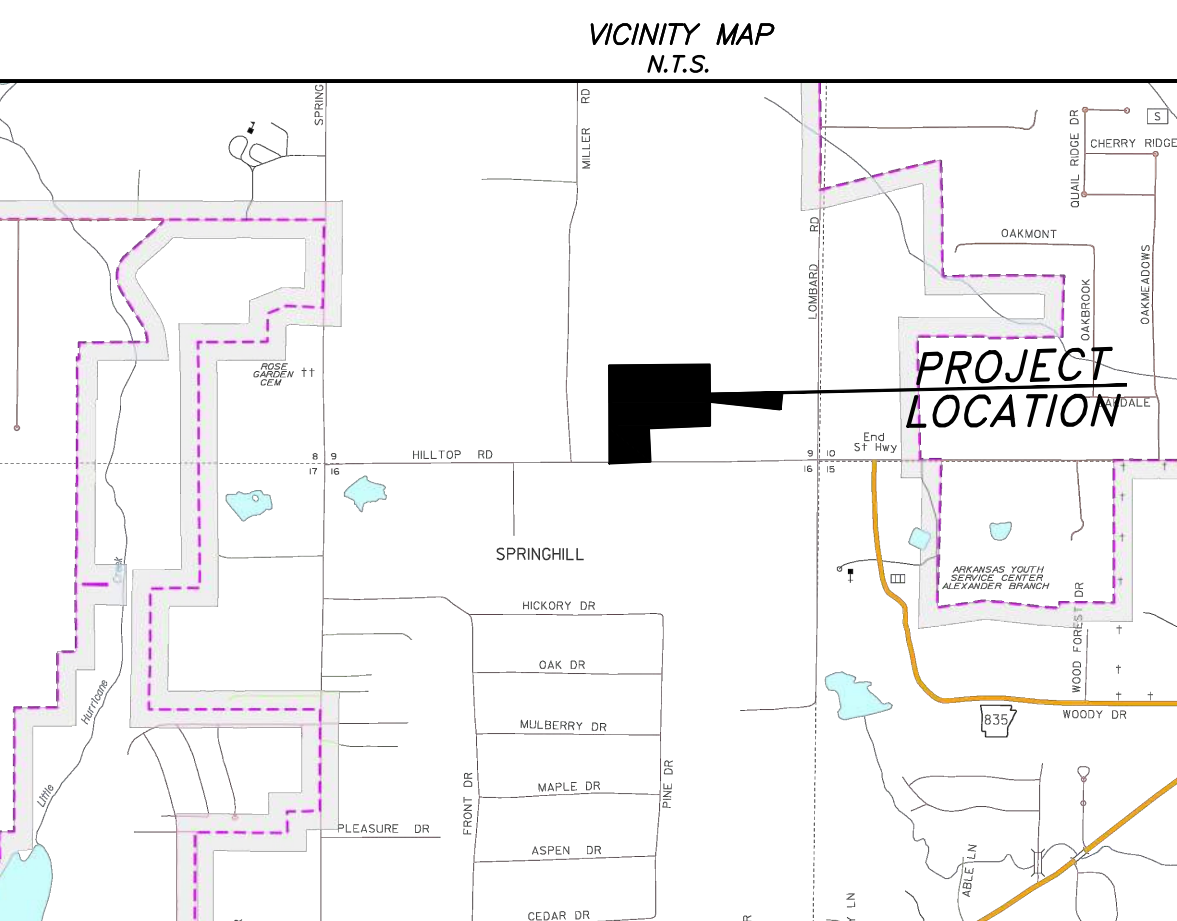 VICINITY MAP
N.T.S.
SPRING
MILLER RD
QUAIL RIDGE DR
S
CHERRY RIDGE
LOMBARD RD
OAKMONT
OAKBROOK
OAKMEADOWS
ROSE
GARDEN
CEM
PROJECT
LOCATION
OAKDALE
End
St Hwy
8 9
17 16
HILLTOP RD
9 10
16 15
SPRINGHILL
Creek
ARKANSAS YOUTH
SERVICE CENTER
ALEXANDER BRANCH
HICKORY DR
WOOD FOREST DR
OAK DR
Hurricane
835
WOODY DR
MULBERRY DR
FRONT DR
MAPLE DR
PINE DR
Little
PLEASURE DR
ASPEN DR
ABLE LN
CEDAR DR
Y LN